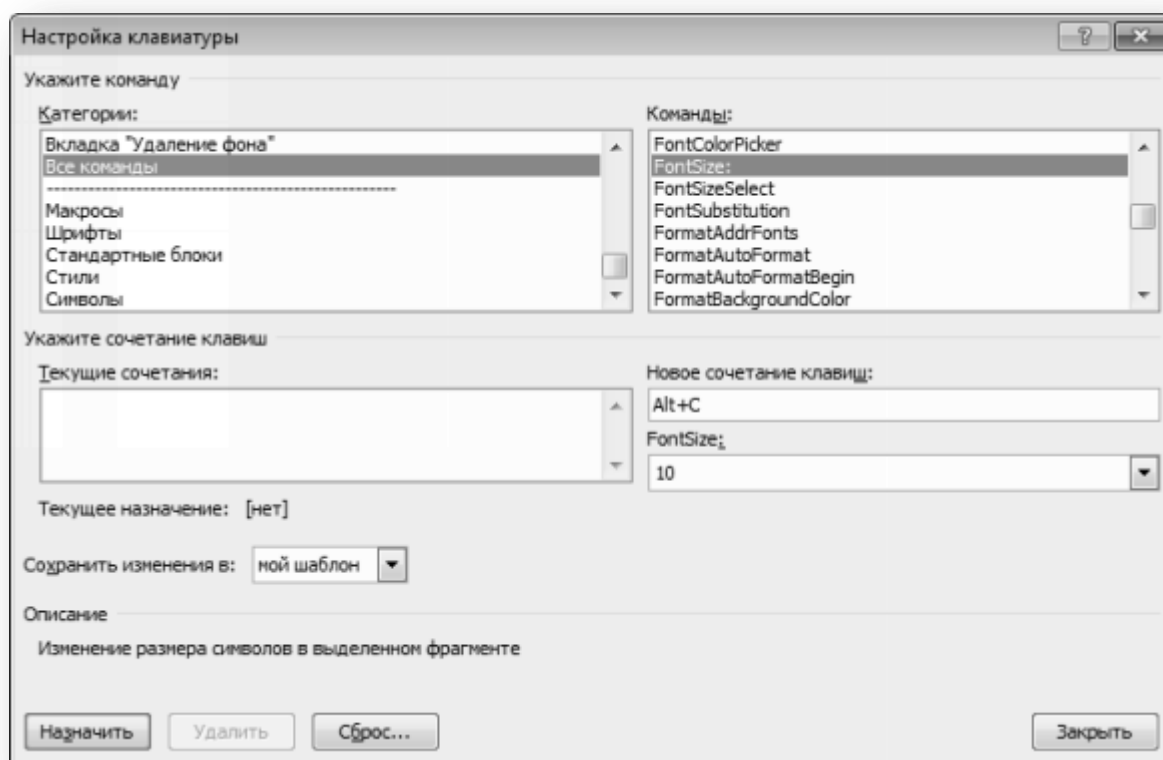 Настройка клавиатуры
Укажите команду
Категории:
Вкладка "Удаление фона"
Все команды
---------------------------------------------------
Макросы
Шрифты
Стандартные блоки
Стили
Символы
Команды:
FontColorPicker
FontSize:
FontSizeSelect
FontSubstitution
FormatAddrFonts
FormatAutoFormat
FormatAutoFormatBegin
FormatBackgroundColor
Укажите сочетание клавиш
Текущие сочетания:
Новое сочетание клавиш:
Alt+C
FontSize:
10
Текущее назначение: [нет]
Сохранить изменения в: мой шаблон
Описание
Изменение размера символов в выделенном фрагменте
Назначить Удалить Сброс... Закрыть